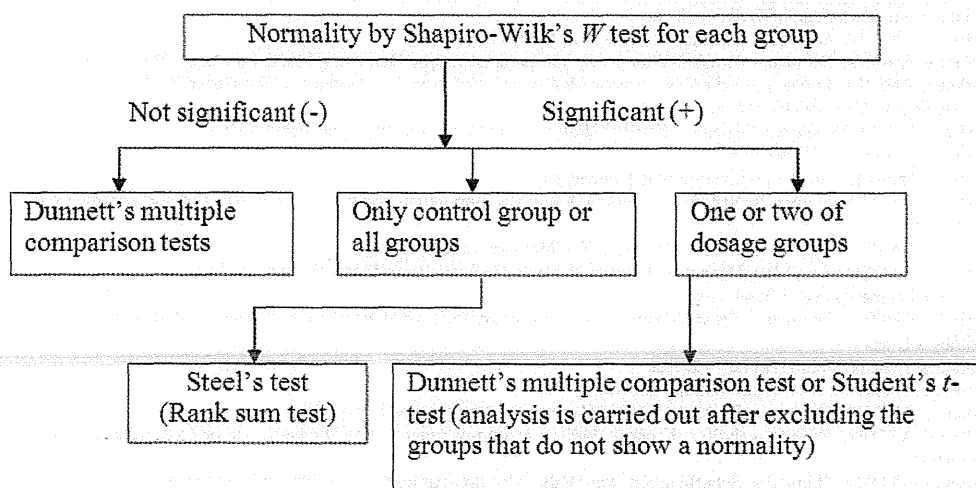 Normality by Shapiro-Wilk's W test for each group
Not significant (-)
Significant (+)
Dunnett's multiple
comparison tests
Only control group or
all groups
One or two of
dosage groups
Steel's test
(Rank sum test)
Dunnett's multiple comparison test or Student's t-
test (analysis is carried out after excluding the
groups that do not show a normality)